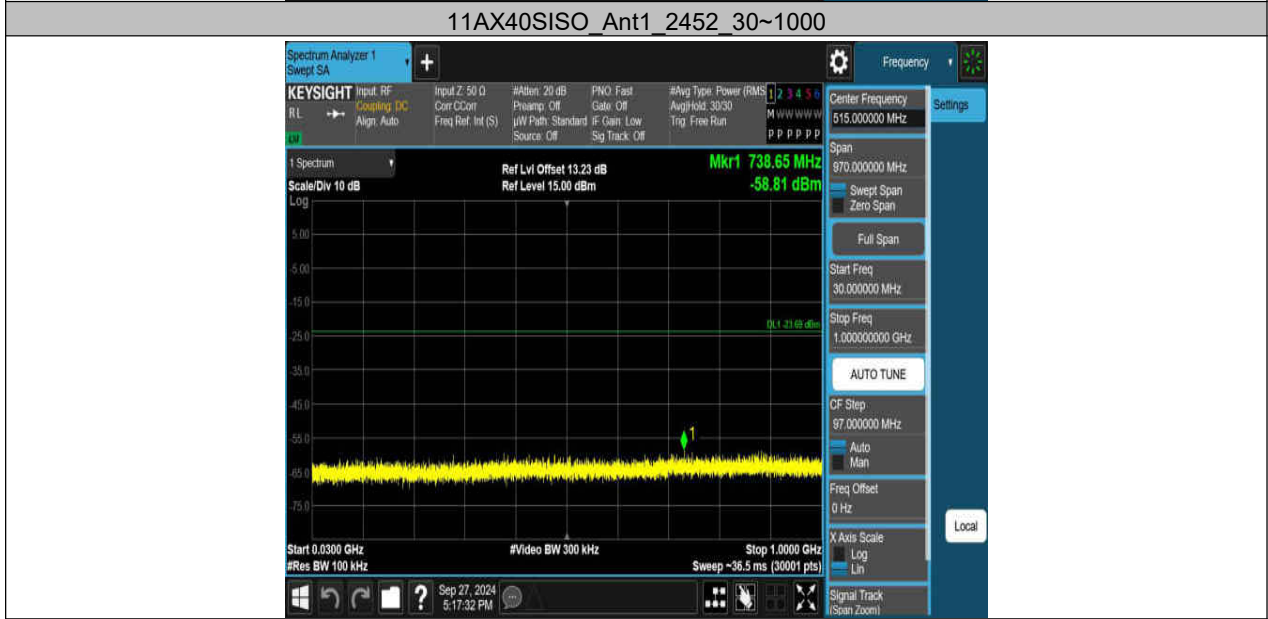 11AX40SISO_Ant1_2452_30~1000
Spectrum Analyzer 1
Swept SA
+
Frequency
KEYSIGHT
RL
Input: RF
Coupling: DC
Align: Auto
Input Z: 50 Ω
Corr CCorr
Freq Ref: Int (S)
#Atten: 20 dB
Preamp: Off
µW Path: Standard
Source: Off
PNO: Fast
Gate: Off
IF Gain: Low
Sig Track: Off
#Avg Type: Power (RMS
Avg|Hold: 30/30
Trig: Free Run
1 2 3 4 5 6
M W W W W W
P P P P P P
Center Frequency
515.000000 MHz
Settings
Span
970.000000 MHz
Swept Span
Zero Span
Full Span
Start Freq
30.000000 MHz
Stop Freq
1.000000000 GHz
AUTO TUNE
CF Step
97.000000 MHz
Auto
Man
Freq Offset
0 Hz
X Axis Scale
Log
Lin
Signal Track
(Span Zoom)
Local
1 Spectrum
Scale/Div 10 dB
Log
Ref Lvl Offset 13.23 dB
Ref Level 15.00 dBm
Mkr1 738.65 MHz
-58.81 dBm
5.00
-5.00
-15.0
DL1 -23.69 dBm
-25.0
-35.0
-45.0
-55.0
1
-65.0
-75.0
Start 0.0300 GHz
#Res BW 100 kHz
#Video BW 300 kHz
Stop 1.0000 GHz
Sweep ~36.5 ms (30001 pts)
?
Sep 27, 2024
5:17:32 PM